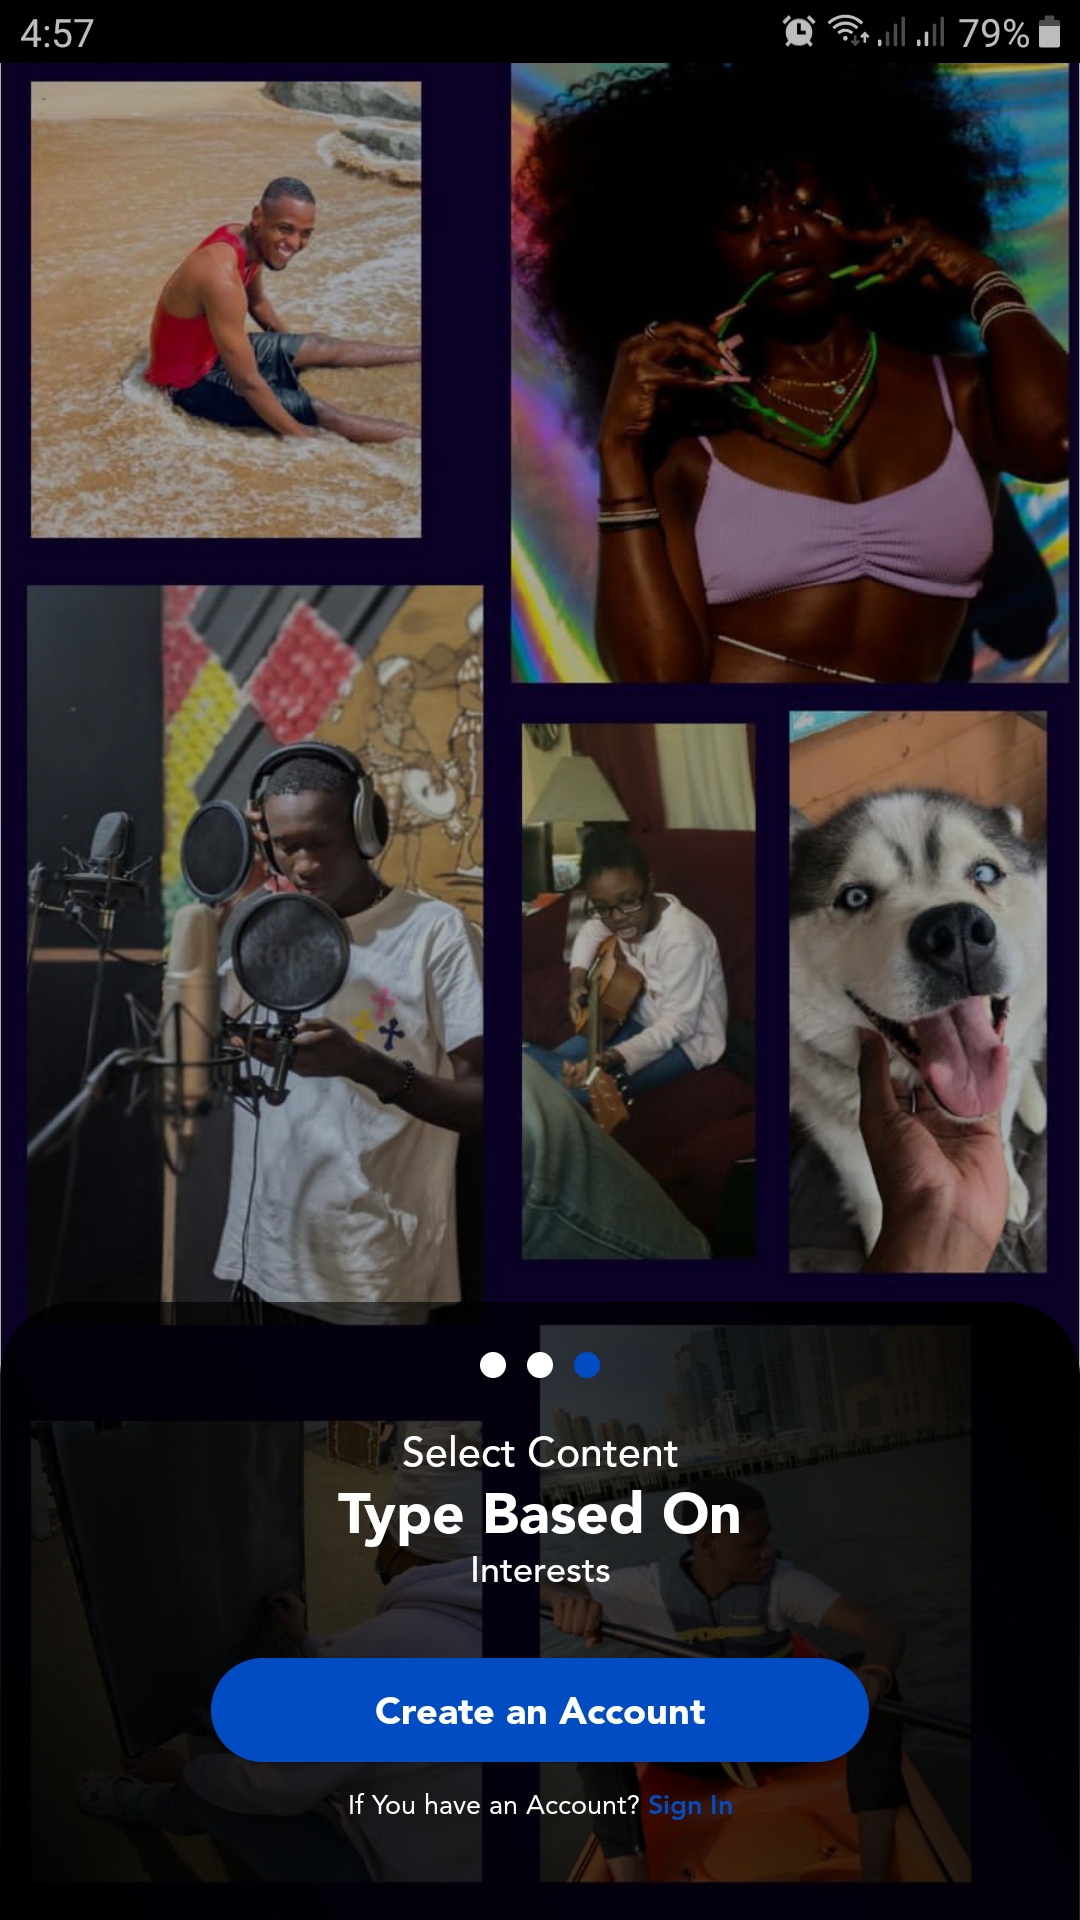 4:57
79%
Select Content
Type Based On
Interests
Create an Account
If You have an Account? Sign In